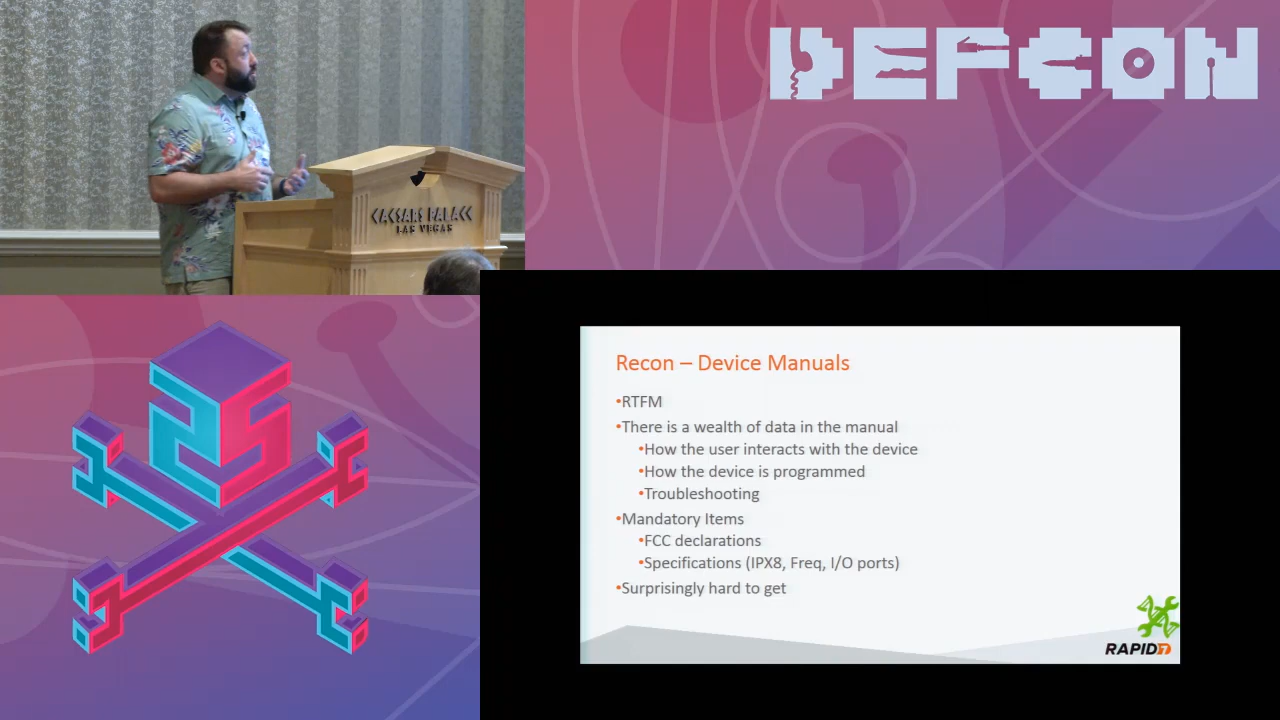 DEFCON
CAESARS PALACE
LAS VEGAS
Recon – Device Manuals
•RTFM
•There is a wealth of data in the manual
•How the user interacts with the device
•How the device is programmed
•Troubleshooting
•Mandatory Items
•FCC declarations
•Specifications (IPX8, Freq, I/O ports)
•Surprisingly hard to get
RAPID7